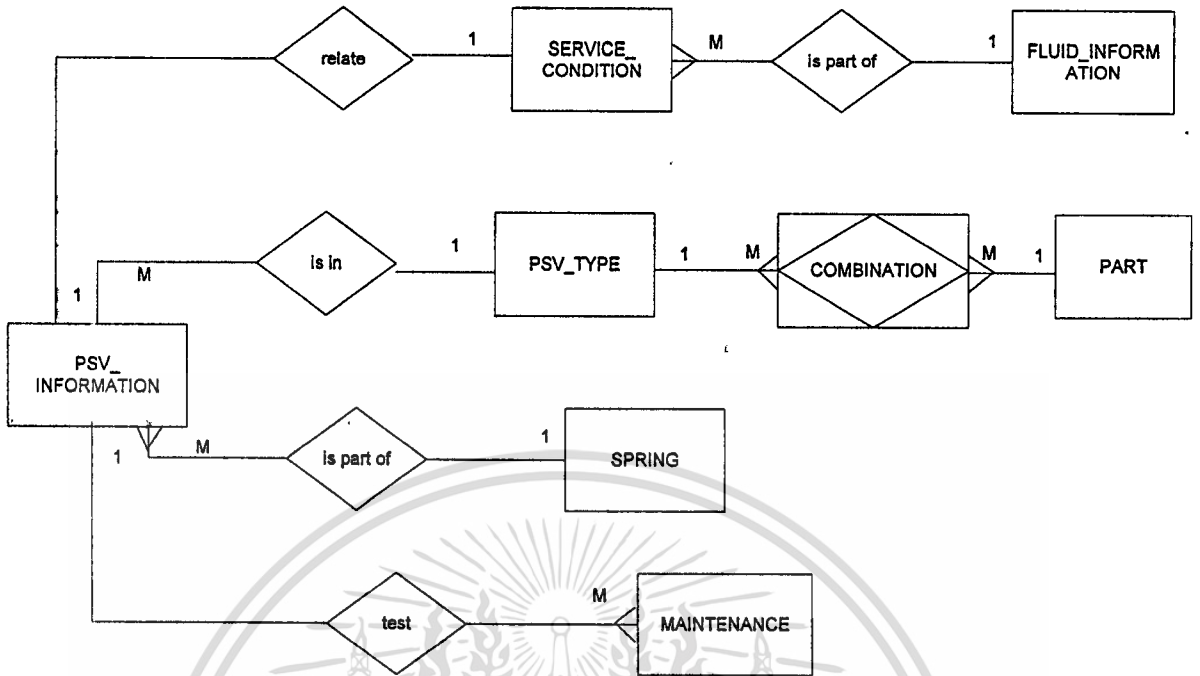 relate
1
SERVICE_
CONDITION
M
is part of
1
FLUID_INFORM
ATION
1
M
is in
1
PSV_TYPE
1
M
COMBINATION
M
1
PART
PSV_
INFORMATION
1
M
is part of
1
SPRING
test
M
MAINTENANCE